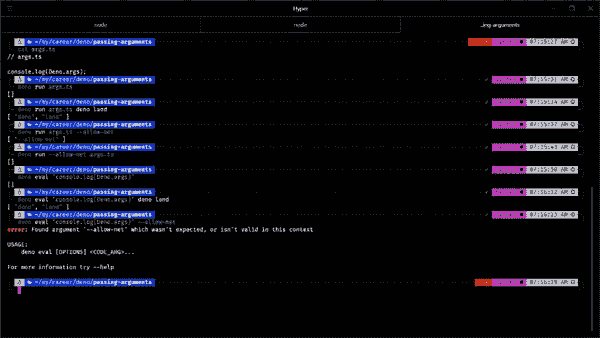 Hyper
node
node
..ing-arguments
~/my/career/deno/passing-arguments
cat args.ts
// args.ts
console.log(Deno.args);
~/my/career/deno/passing-arguments
deno run args.ts
[]
~/my/career/deno/passing-arguments
deno run args.ts deno land
[ "deno", "land" ]
~/my/career/deno/passing-arguments
deno run args.ts --allow-net
[ "--allow-net" ]
~/my/career/deno/passing-arguments
deno run --allow-net args.ts
[]
~/my/career/deno/passing-arguments
deno eval "console.log(Deno.args)"
[]
~/my/career/deno/passing-arguments
deno eval "console.log(Deno.args)" deno land
[ "deno", "land" ]
~/my/career/deno/passing-arguments
deno eval "console.log(Deno.args)" --allow-net
error: Found argument '--allow-net' which wasn't expected, or isn't valid in this context
USAGE:
deno eval [OPTIONS] <CODE_ARG>...
For more information try --help
~/my/career/deno/passing-arguments